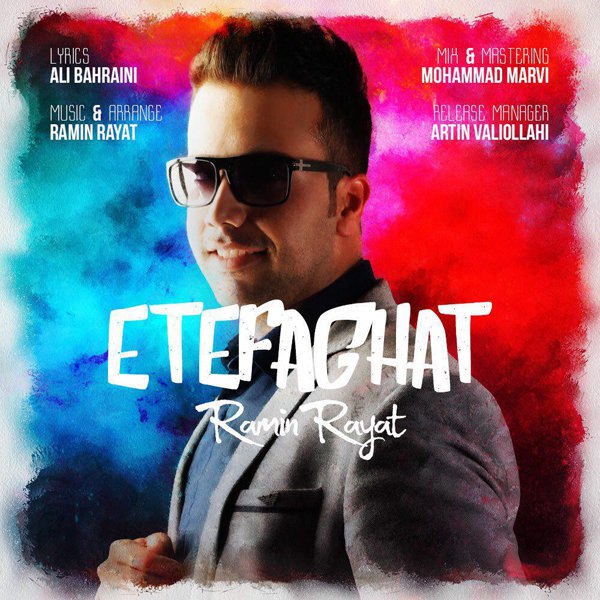 LYRICS
ALI BAHRAINI
MUSIC & ARRANGE
RAMIN RAYAT
MIX & MASTERING
MOHAMMAD MARVI
RELEASE MANAGER
ARTIN VALIOLLAHI
ETEFAGHAT
Ramin Rayat